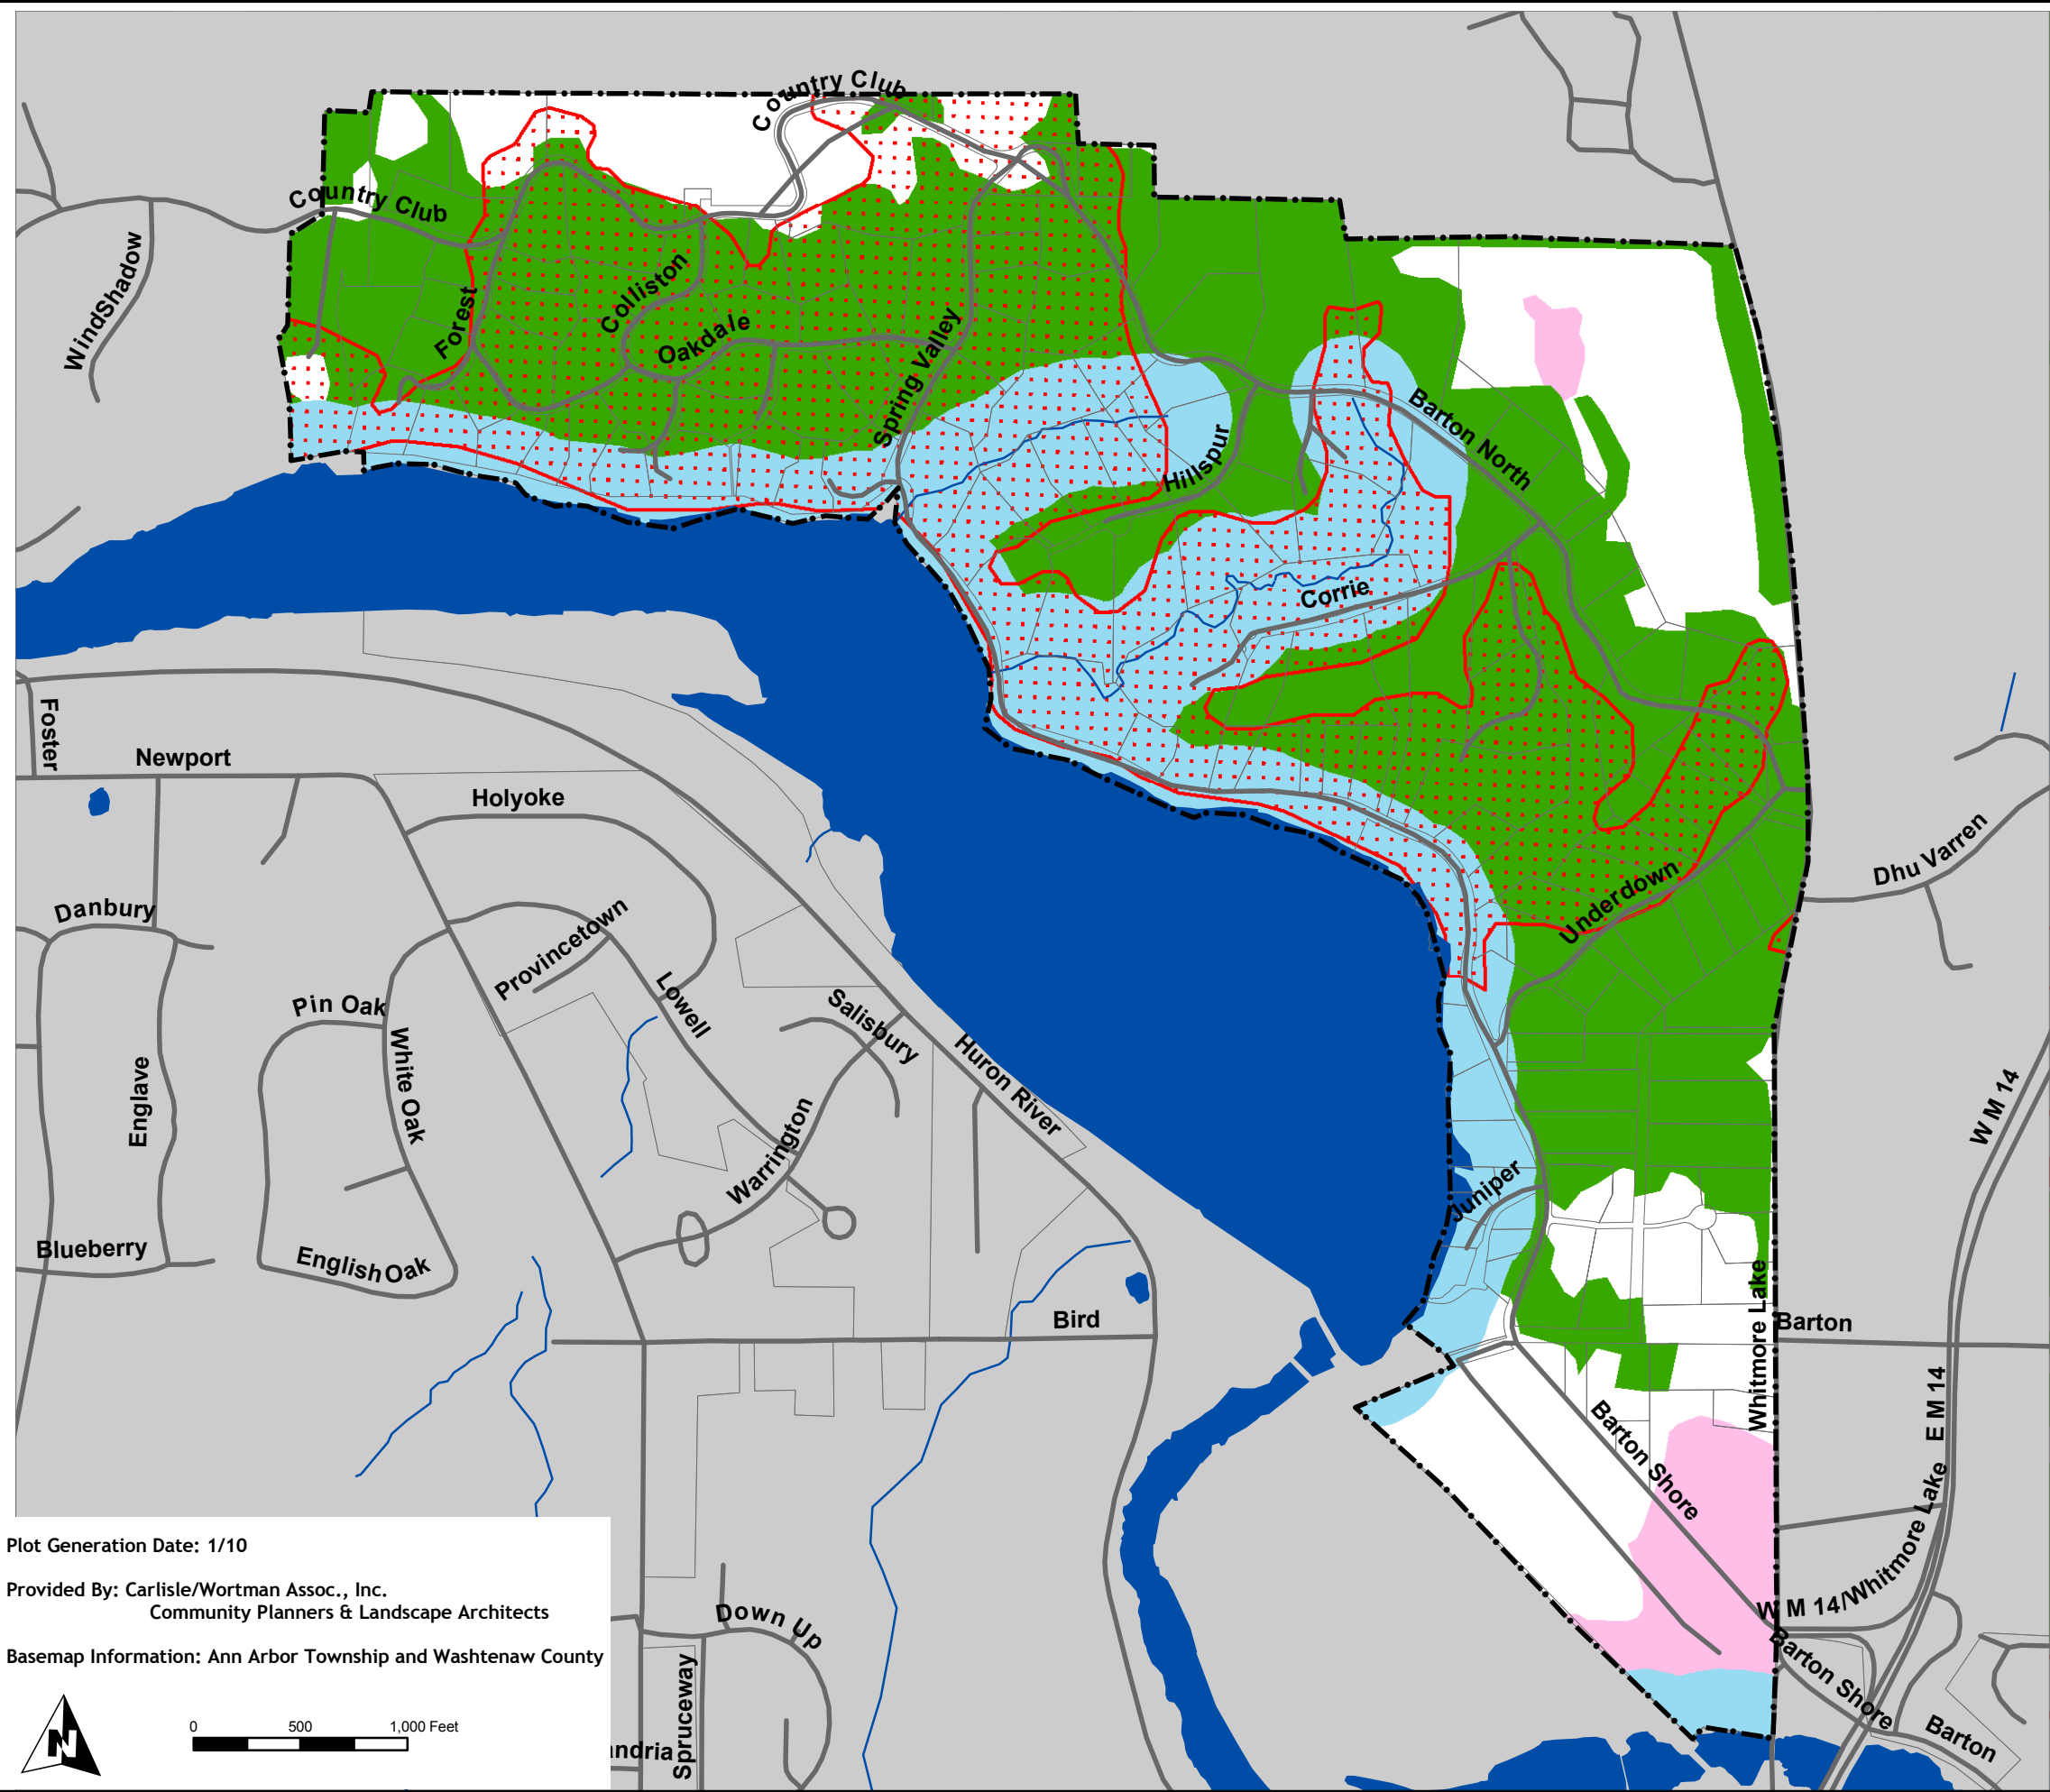 Country Club
Country Club
WindShadow
Forest
Colliston
Oakdale
Spring Valley
Hillspur
Barton North
Corrie
Foster
Newport
Holyoke
Danbury
Provincetown
Lowell
Pin Oak
White Oak
Englave
Salisbury
Huron River
Warrington
Blueberry
English Oak
Bird
Underdown
Dhu Varren
W M 14
Juniper
Whitmore Lake
Barton
E M 14
Barton Shore
W M 14/Whitmore Lake
Barton Shore
Barton
Down Up
Spruceway
andria
Plot Generation Date: 1/10
Provided By: Carlisle/Wortman Assoc., Inc.
Community Planners & Landscape Architects
Basemap Information: Ann Arbor Township and Washtenaw County
N
0 500 1,000 Feet